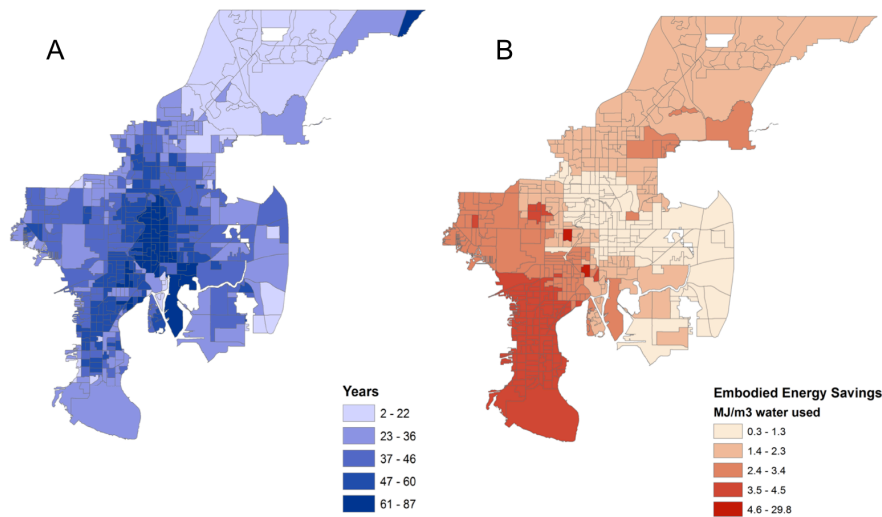 A
B
Years
2 - 22
23 - 36
37 - 46
47 - 60
61 - 87
Embodied Energy Savings
MJ/m3 water used
0.3 - 1.3
1.4 - 2.3
2.4 - 3.4
3.5 - 4.5
4.6 - 29.8